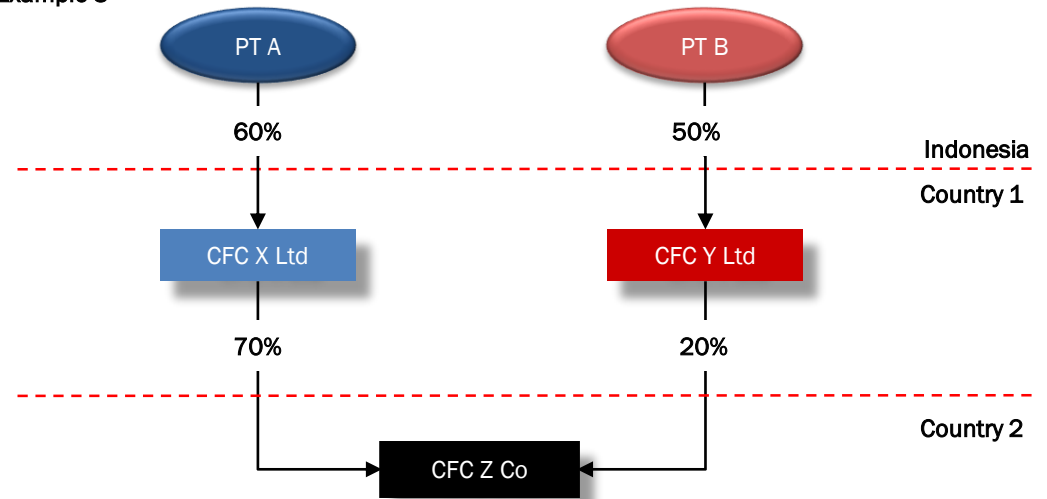 PT A
PT B
60%
50%
Indonesia
Country 1
CFC X Ltd
CFC Y Ltd
70%
20%
Country 2
CFC Z Co